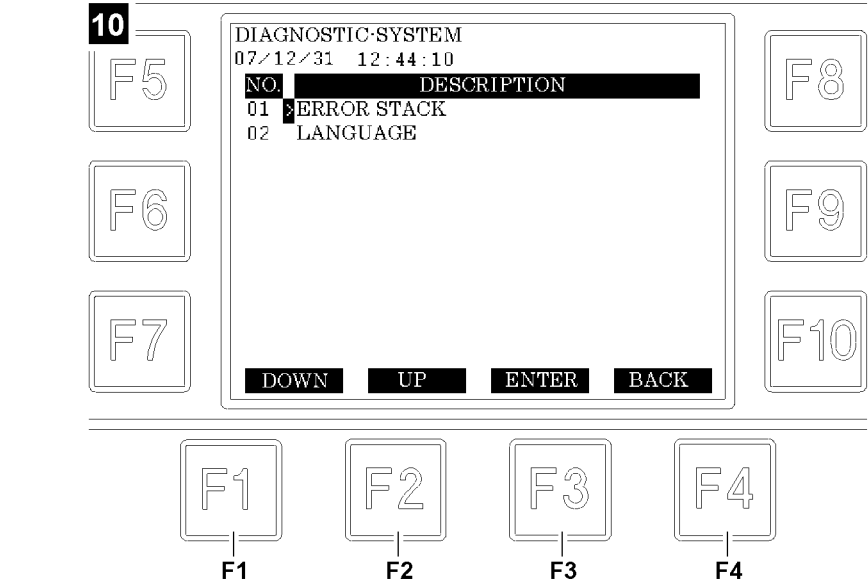 10
F5
F8
DIAGNOSTIC·SYSTEM
07/12/31 12:44:10
NO. DESCRIPTION
01 >ERROR STACK
02 LANGUAGE
F6
F9
F7
F10
DOWN UP ENTER BACK
F1 F2 F3 F4
F1 F2 F3 F4